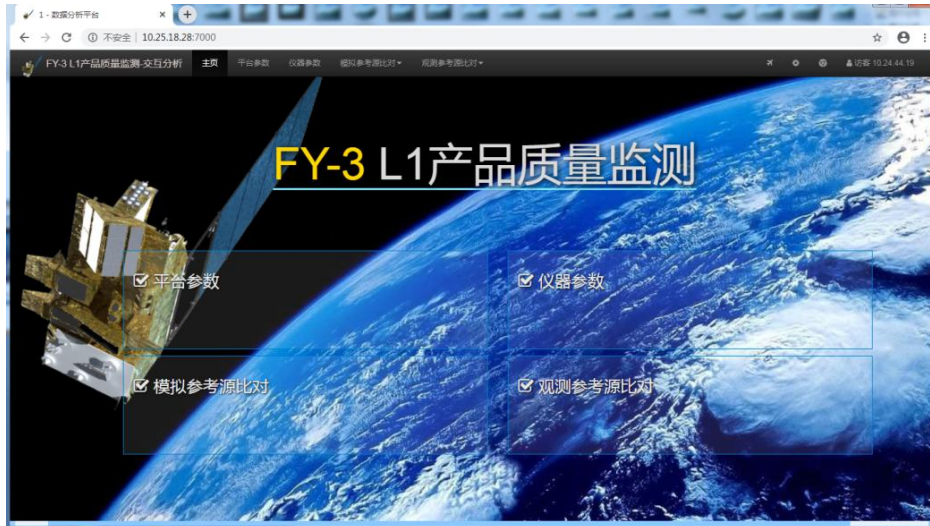 1 - 数据分析平台
不安全 | 10.25.18.28:7000
FY-3 L1产品质量监测-交互分析 主页 平台参数 仪器参数 模拟参考源比对 观测参考源比对 访客 10.24.44.19
FY-3 L1产品质量监测
平台参数 仪器参数
模拟参考源比对 观测参考源比对